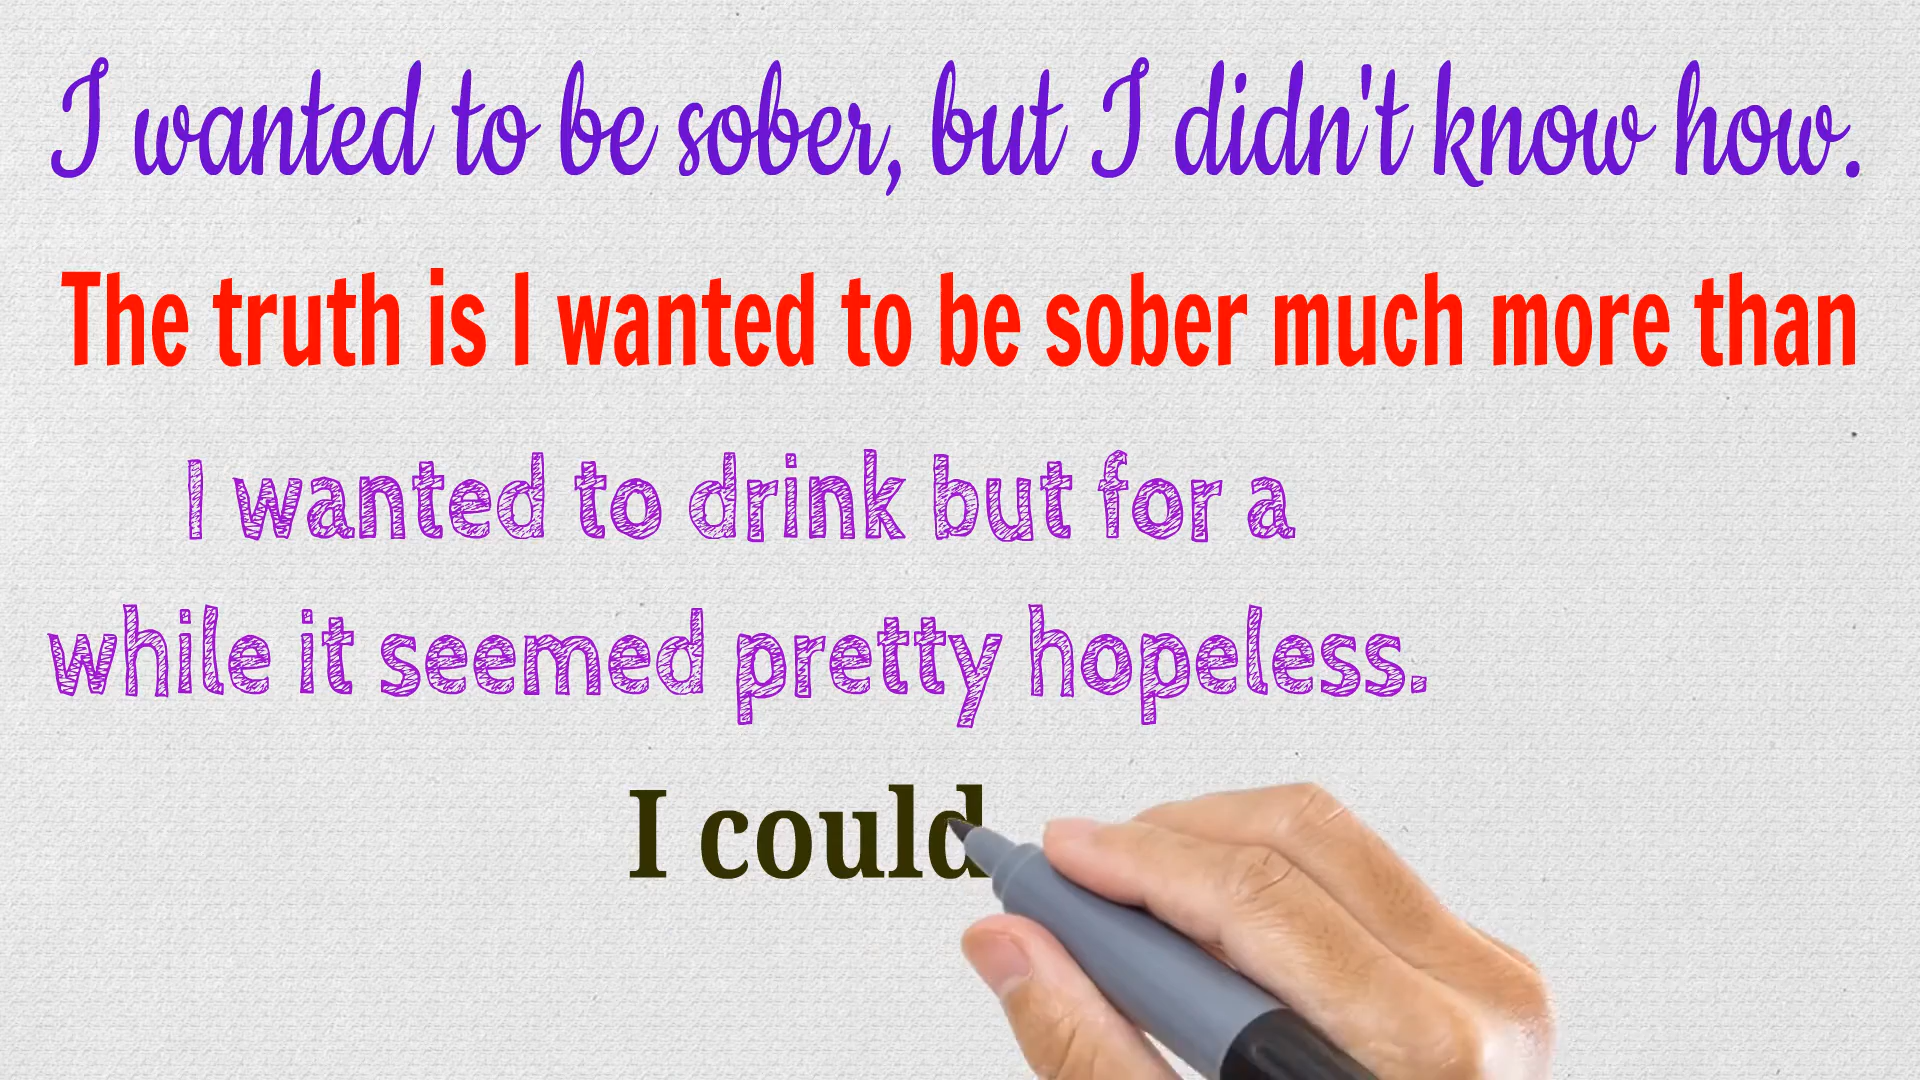 I wanted to be sober, but I didn't know how.
The truth is I wanted to be sober much more than
I wanted to drink but for a
while it seemed pretty hopeless.
I could